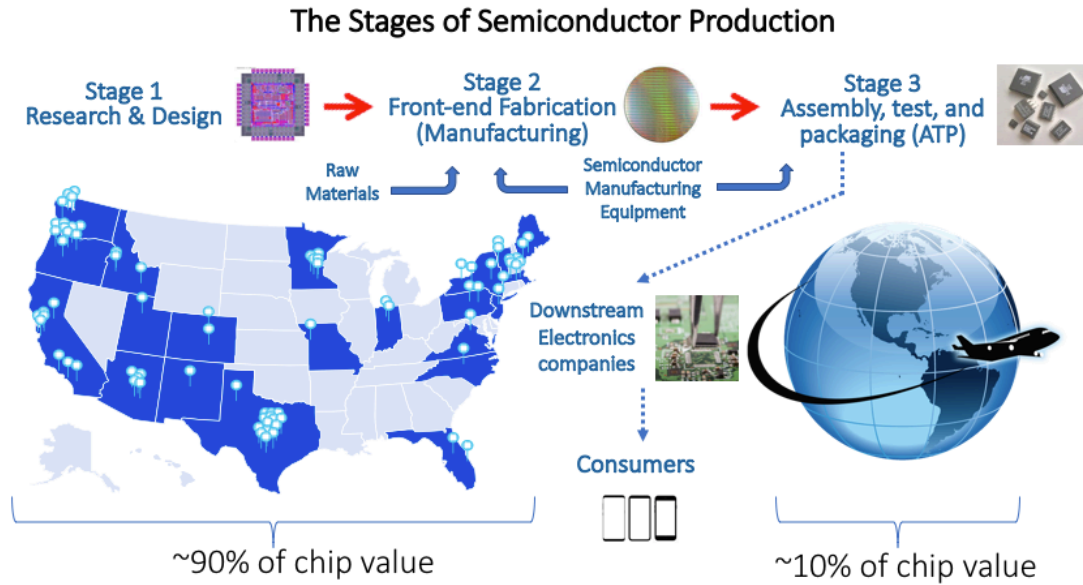 The Stages of Semiconductor Production
Stage 1
Research & Design
Stage 2
Front-end Fabrication
(Manufacturing)
Stage 3
Assembly, test, and
packaging (ATP)
Raw
Materials
Semiconductor
Manufacturing
Equipment
Downstream
Electronics
companies
Consumers
~90% of chip value
~10% of chip value